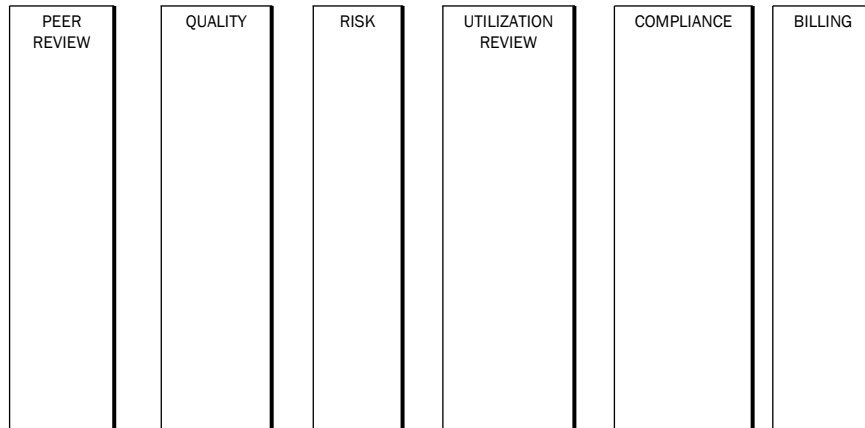 PEER
REVIEW
QUALITY
RISK
UTILIZATION
REVIEW
COMPLIANCE
BILLING